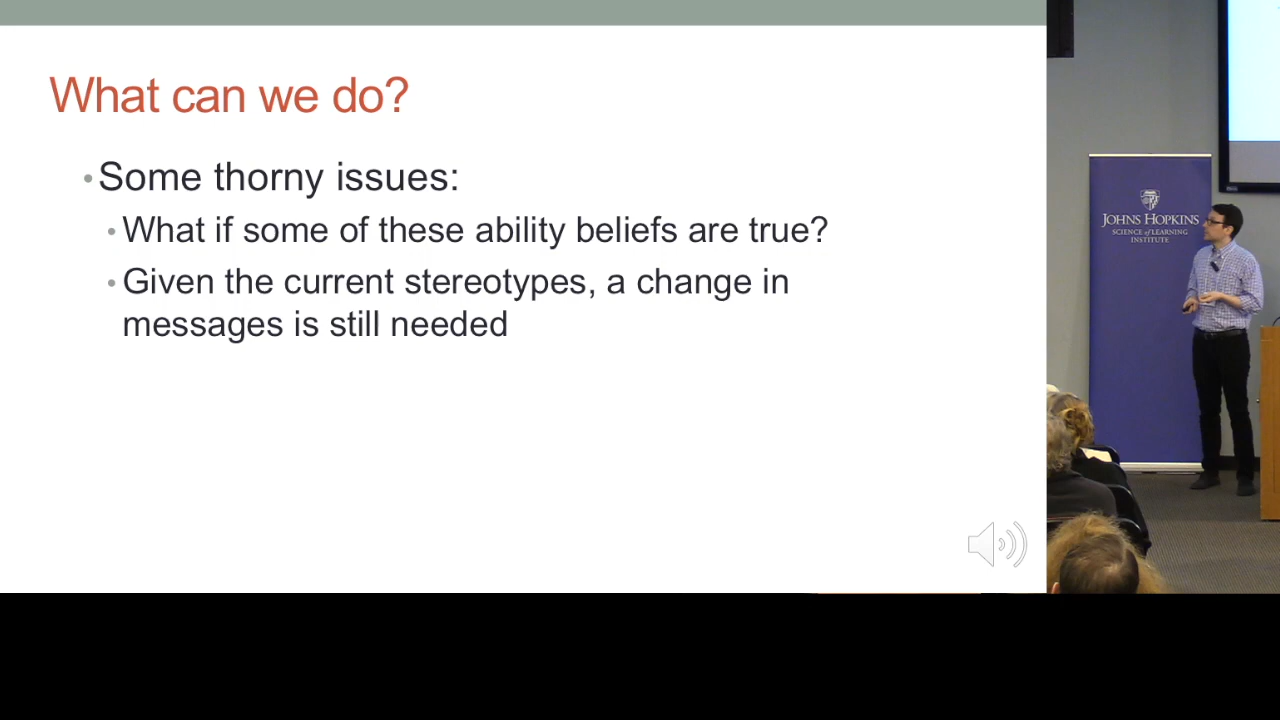 What can we do?
• Some thorny issues:
• What if some of these ability beliefs are true?
• Given the current stereotypes, a change in
messages is still needed
JOHNS HOPKINS
SCIENCE of LEARNING
INSTITUTE